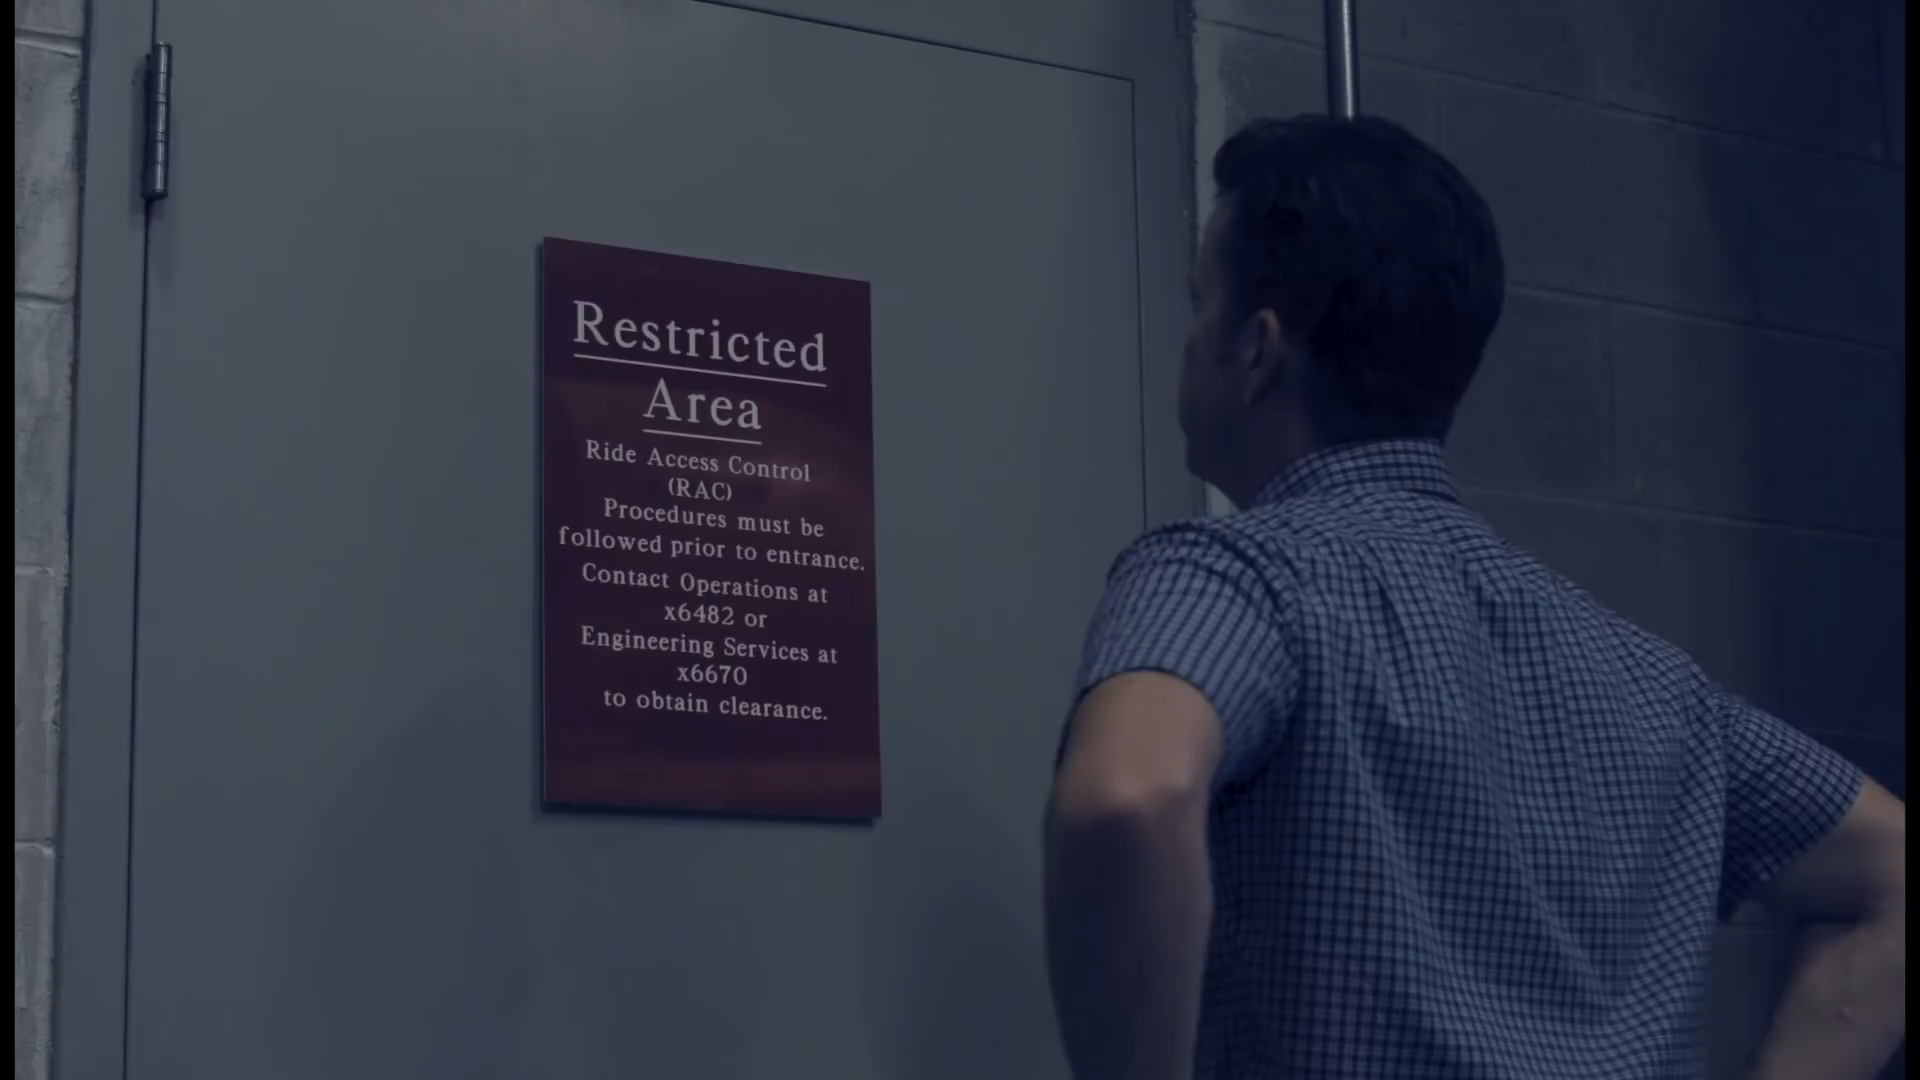 Restricted
Area
Ride Access Control
(RAC)
Procedures must be
followed prior to entrance.
Contact Operations at
x6482 or
Engineering Services at
x6670
to obtain clearance.